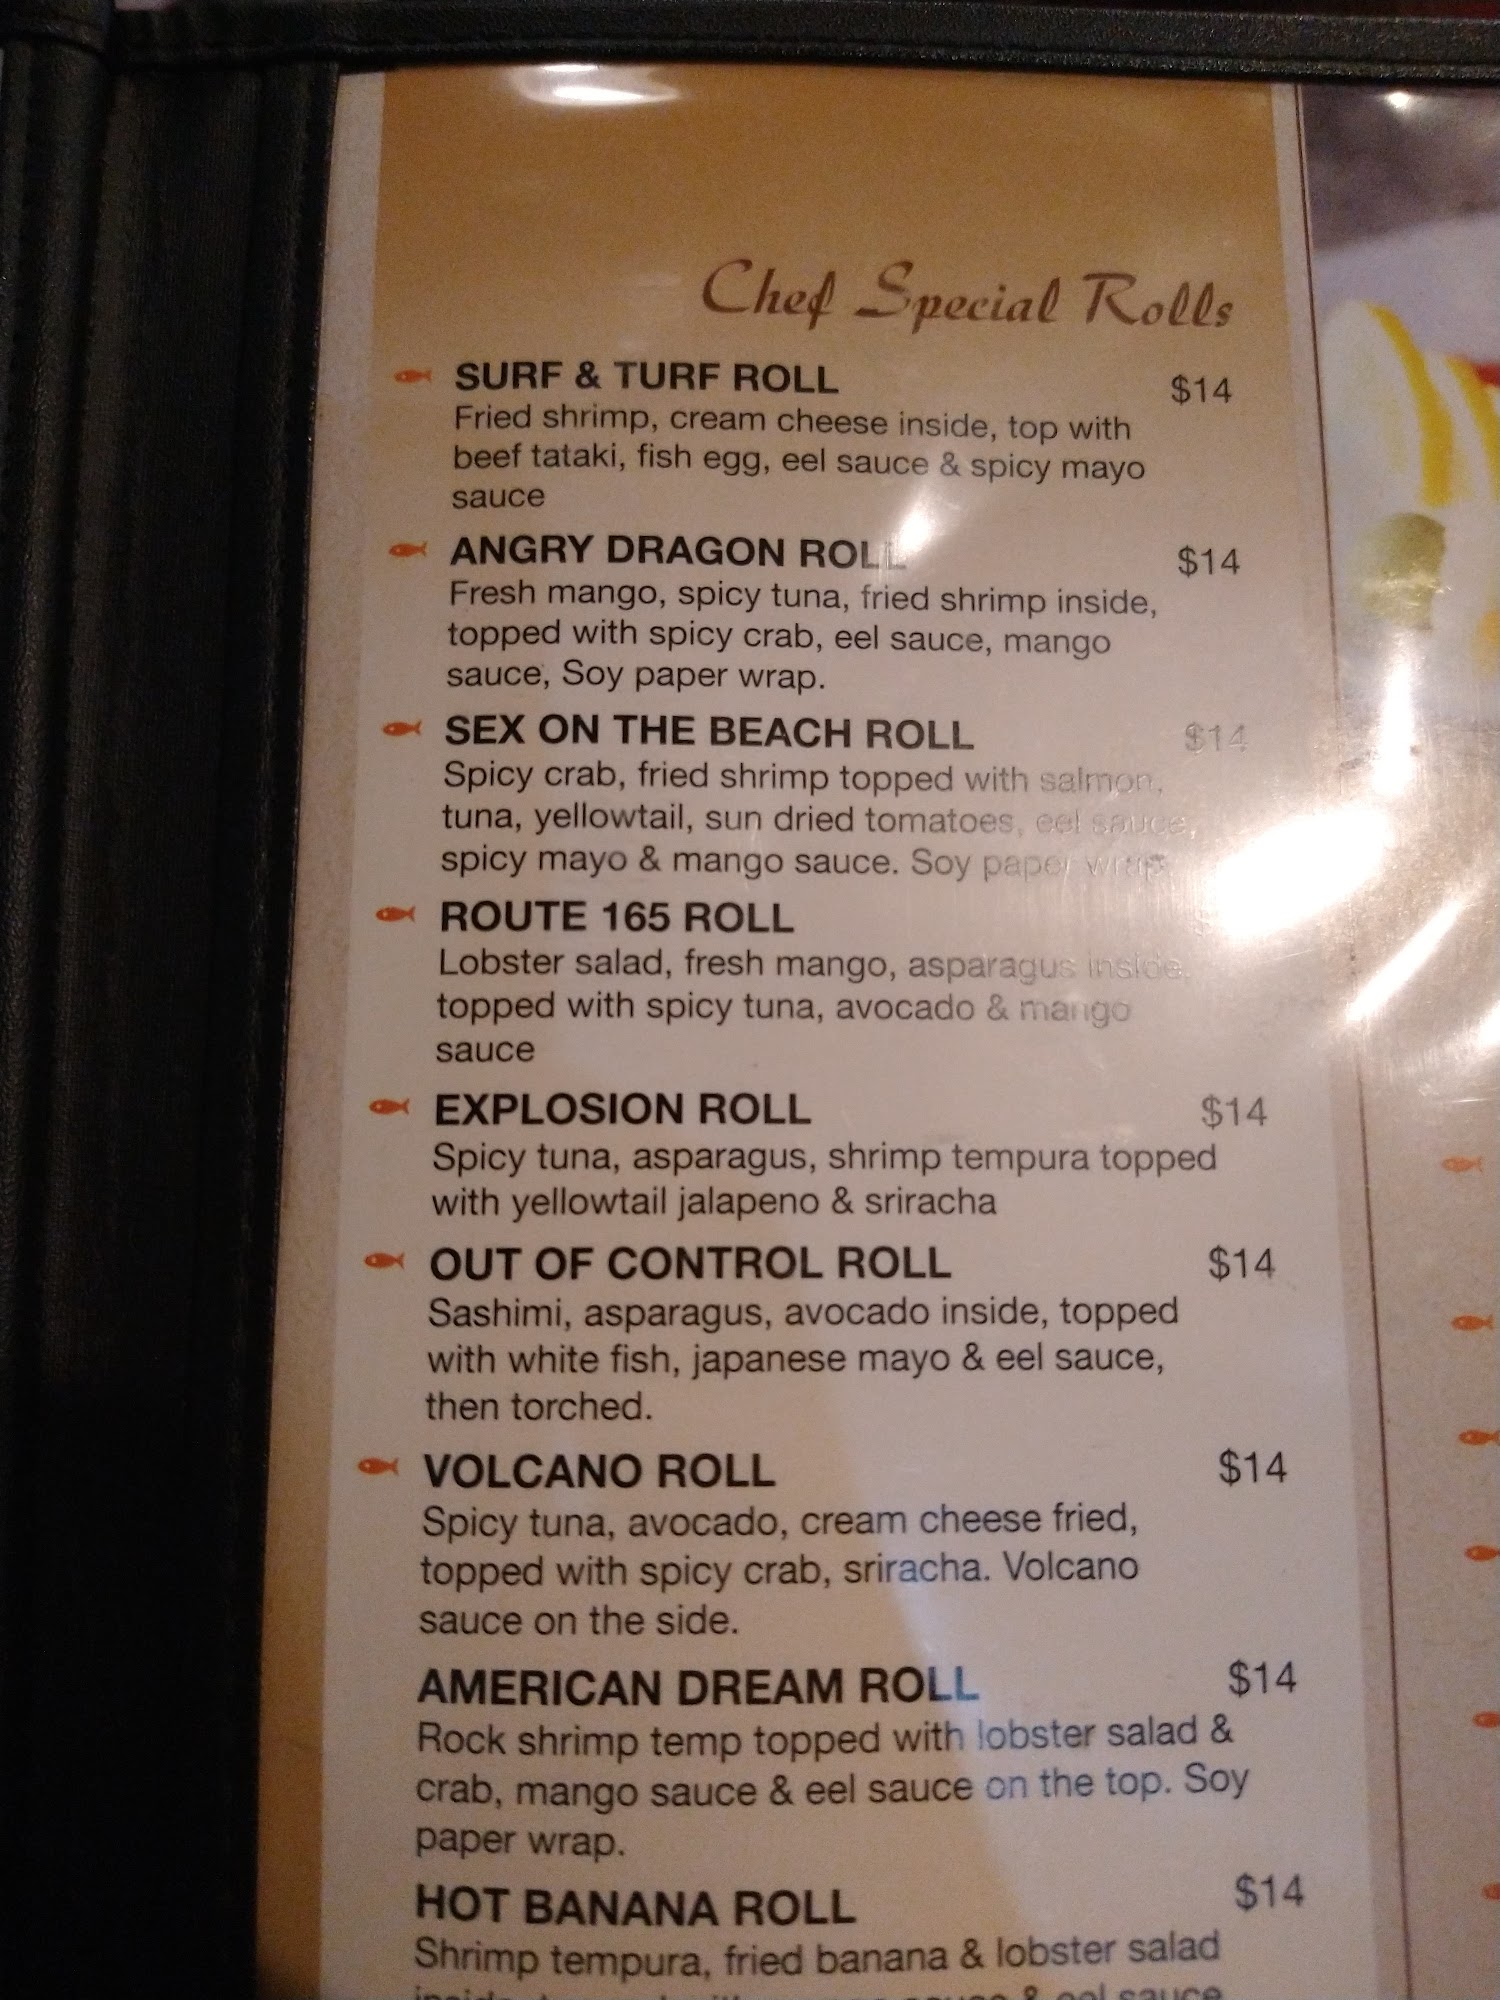 Chef Special Rolls
SURF & TURF ROLL $14
Fried shrimp, cream cheese inside, top with
beef tataki, fish egg, eel sauce & spicy mayo
sauce
ANGRY DRAGON ROLL $14
Fresh mango, spicy tuna, fried shrimp inside,
topped with spicy crab, eel sauce, mango
sauce, Soy paper wrap.
SEX ON THE BEACH ROLL $14
Spicy crab, fried shrimp topped with salmon,
tuna, yellowtail, sun dried tomatoes, eel sauce,
spicy mayo & mango sauce. Soy paper wrap
ROUTE 165 ROLL
Lobster salad, fresh mango, asparagus inside,
topped with spicy tuna, avocado & mango
sauce
EXPLOSION ROLL $14
Spicy tuna, asparagus, shrimp tempura topped
with yellowtail jalapeno & sriracha
OUT OF CONTROL ROLL $14
Sashimi, asparagus, avocado inside, topped
with white fish, japanese mayo & eel sauce,
then torched.
VOLCANO ROLL $14
Spicy tuna, avocado, cream cheese fried,
topped with spicy crab, sriracha. Volcano
sauce on the side.
AMERICAN DREAM ROLL $14
Rock shrimp temp topped with lobster salad &
crab, mango sauce & eel sauce on the top. Soy
paper wrap.
HOT BANANA ROLL $14
Shrimp tempura, fried banana & lobster salad
& eel sauce